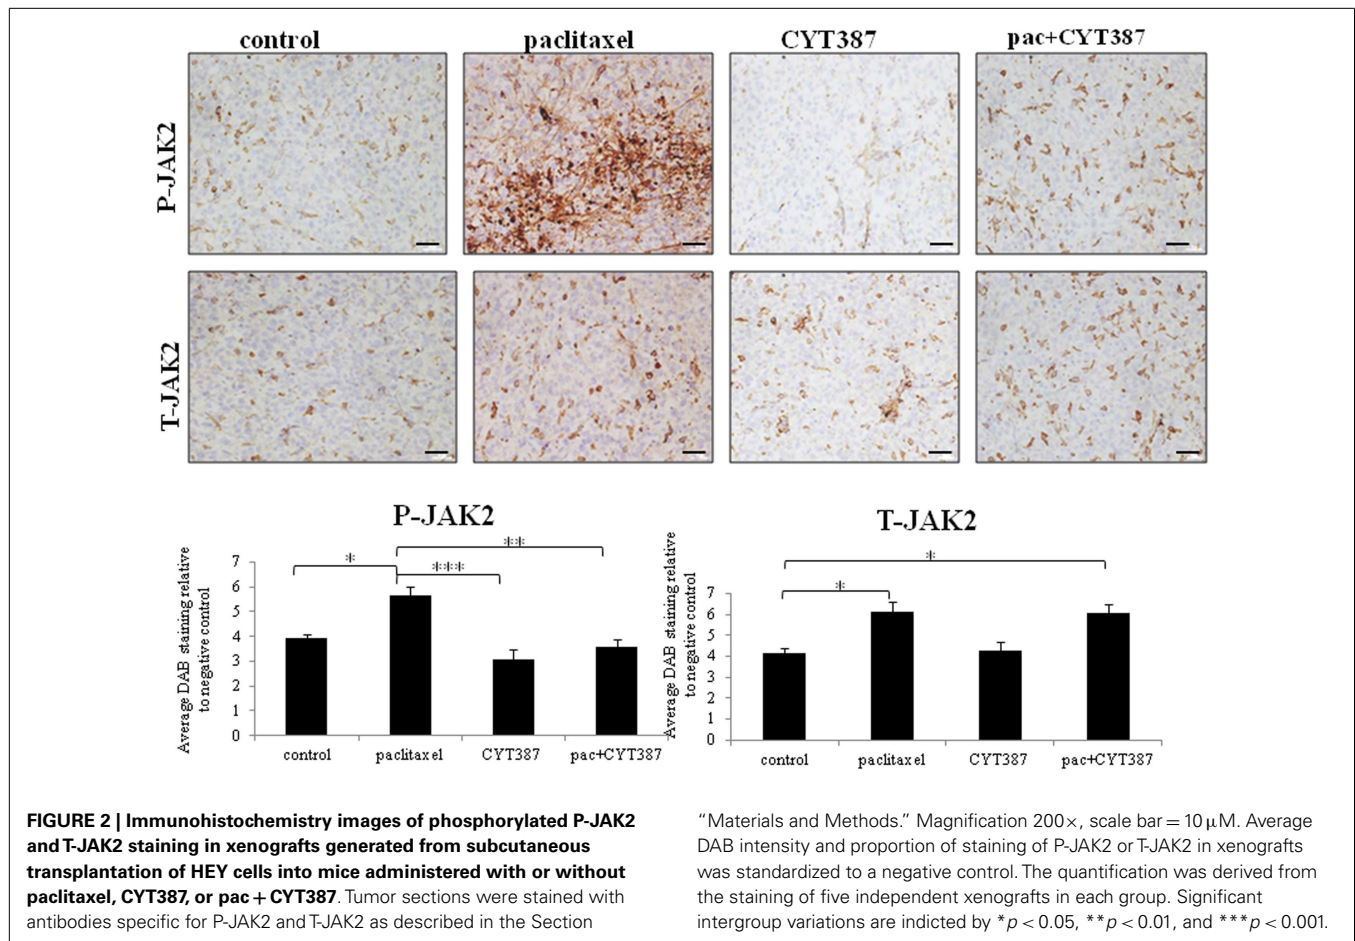 control paclitaxel CYT387 pac+CYT387
P-JAK2
T-JAK2
P-JAK2
Average DAB staining relative
to negative control
7
6
5
4
3
2
1
0
* *** **
control paclitaxel CYT387 pac+CYT387
T-JAK2
Average DAB staining relative
to negative control
7
6
5
4
3
2
1
0
* *
control paclitaxel CYT387 pac+CYT387
FIGURE 2 | Immunohistochemistry images of phosphorylated P-JAK2
and T-JAK2 staining in xenografts generated from subcutaneous
transplantation of HEY cells into mice administered with or without
paclitaxel, CYT387, or pac + CYT387. Tumor sections were stained with
antibodies specific for P-JAK2 and T-JAK2 as described in the Section
“Materials and Methods.” Magnification 200×, scale bar = 10 μM. Average
DAB intensity and proportion of staining of P-JAK2 or T-JAK2 in xenografts
was standardized to a negative control. The quantification was derived from
the staining of five independent xenografts in each group. Significant
intergroup variations are indicted by *p < 0.05, **p < 0.01, and ***p < 0.001.